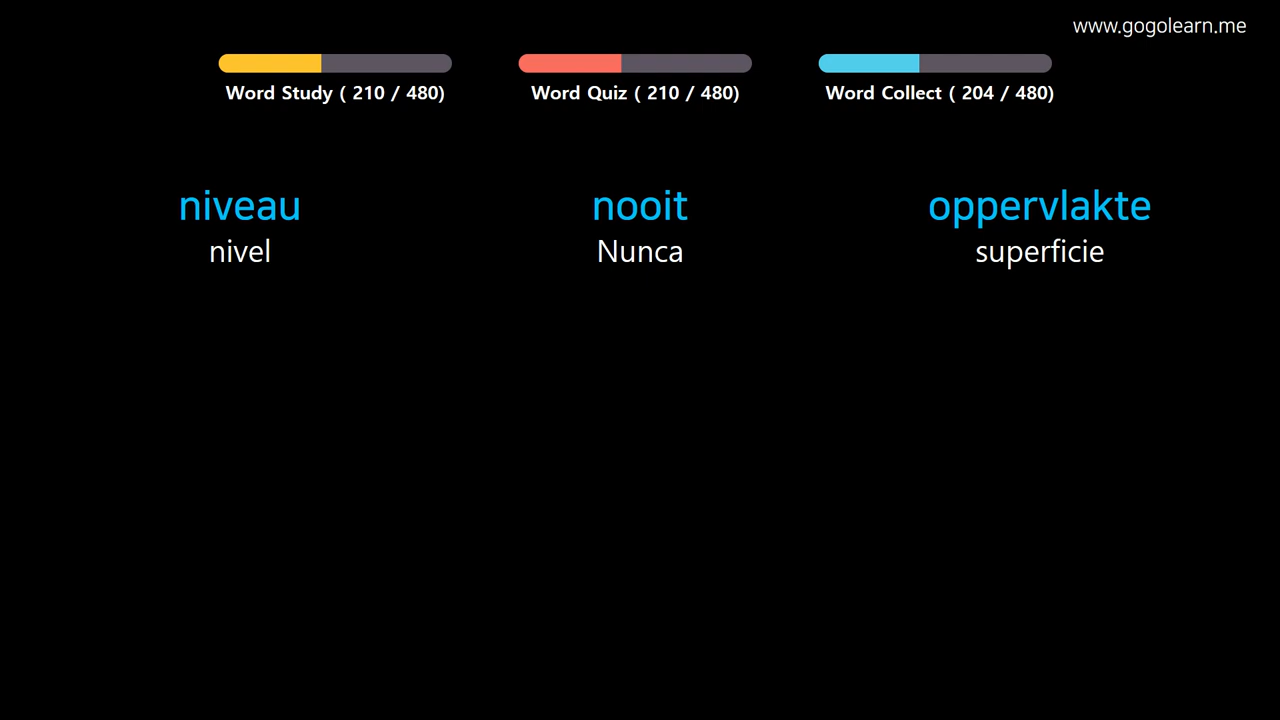 www.gogolearn.me
Word Study ( 210 / 480)
Word Quiz ( 210 / 480)
Word Collect ( 204 / 480)
niveau
nivel
nooit
Nunca
oppervlakte
superficie